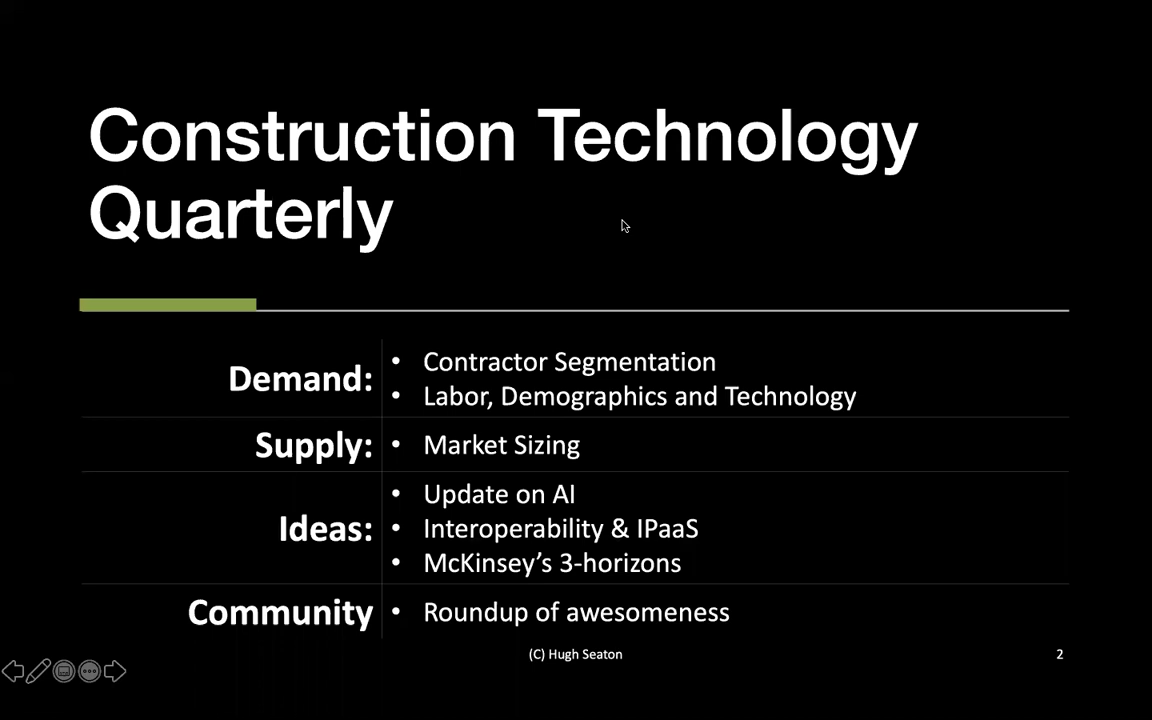 Construction Technology
Quarterly
Demand:
• Contractor Segmentation
• Labor, Demographics and Technology
Supply:
• Market Sizing
Ideas:
• Update on AI
• Interoperability & IPaaS
• McKinsey’s 3-horizons
Community
• Roundup of awesomeness
(C) Hugh Seaton
2